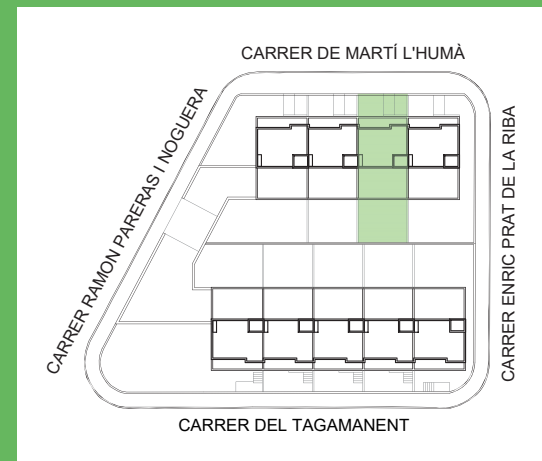 CARRER DE MARTÍ L'HUMÀ
CARRER RAMON PARERAS I NOGUERA
CARRER ENRIC PRAT DE LA RIBA
CARRER DEL TAGAMANENT